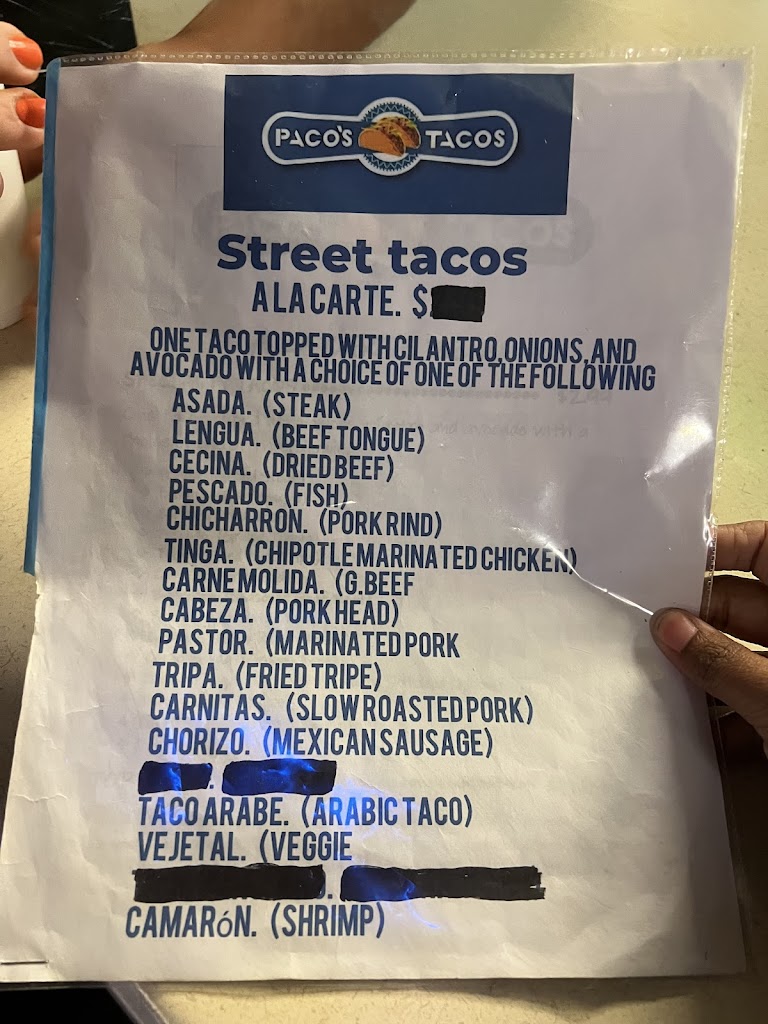 PACO'S TACOS
Street tacos
A LA CARTE. $
ONE TACO TOPPED WITH CILANTRO, ONIONS, AND
AVOCADO WITH A CHOICE OF ONE OF THE FOLLOWING
ASADA. (STEAK)
LENGUA. (BEEF TONGUE)
CECINA. (DRIED BEEF)
PESCADO. (FISH)
CHICHARRON. (PORK RIND)
TINGA. (CHIPOTLE MARINATED CHICKEN)
CARNE MOLIDA. (G.BEEF
CABEZA. (PORK HEAD)
PASTOR. (MARINATED PORK
TRIPA. (FRIED TRIPE)
CARNITAS. (SLOW ROASTED PORK)
CHORIZO. (MEXICAN SAUSAGE)
TACO ARABE. (ARABIC TACO)
VEJETAL. (VEGGIE
CAMARóN. (SHRIMP)